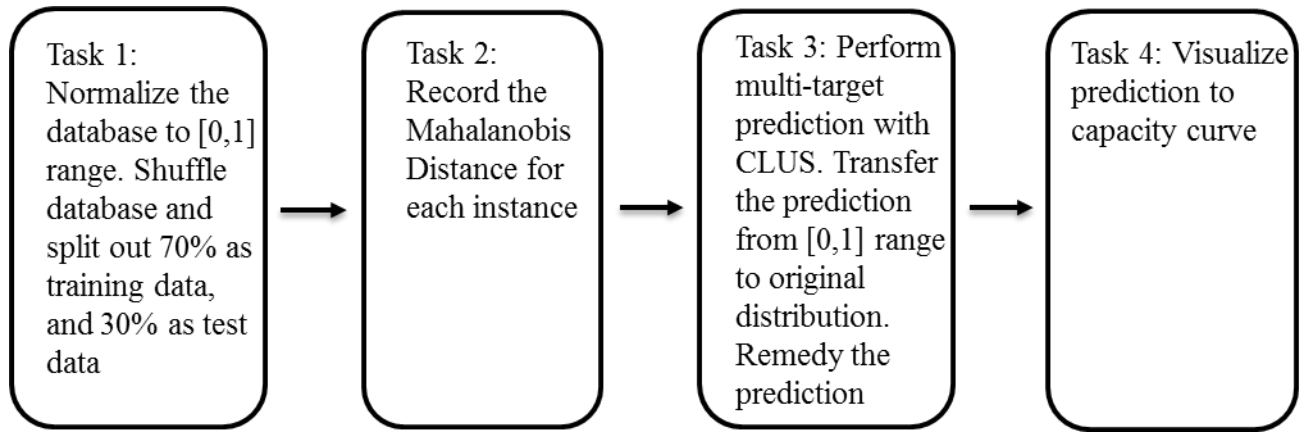 Task 1:
Normalize the
database to [0,1]
range. Shuffle
database and
split out 70% as
training data,
and 30% as test
data
Task 2:
Record the
Mahalanobis
Distance for
each instance
Task 3: Perform
multi-target
prediction with
CLUS. Transfer
the prediction
from [0,1] range
to original
distribution.
Remedy the
prediction
Task 4: Visualize
prediction to
capacity curve